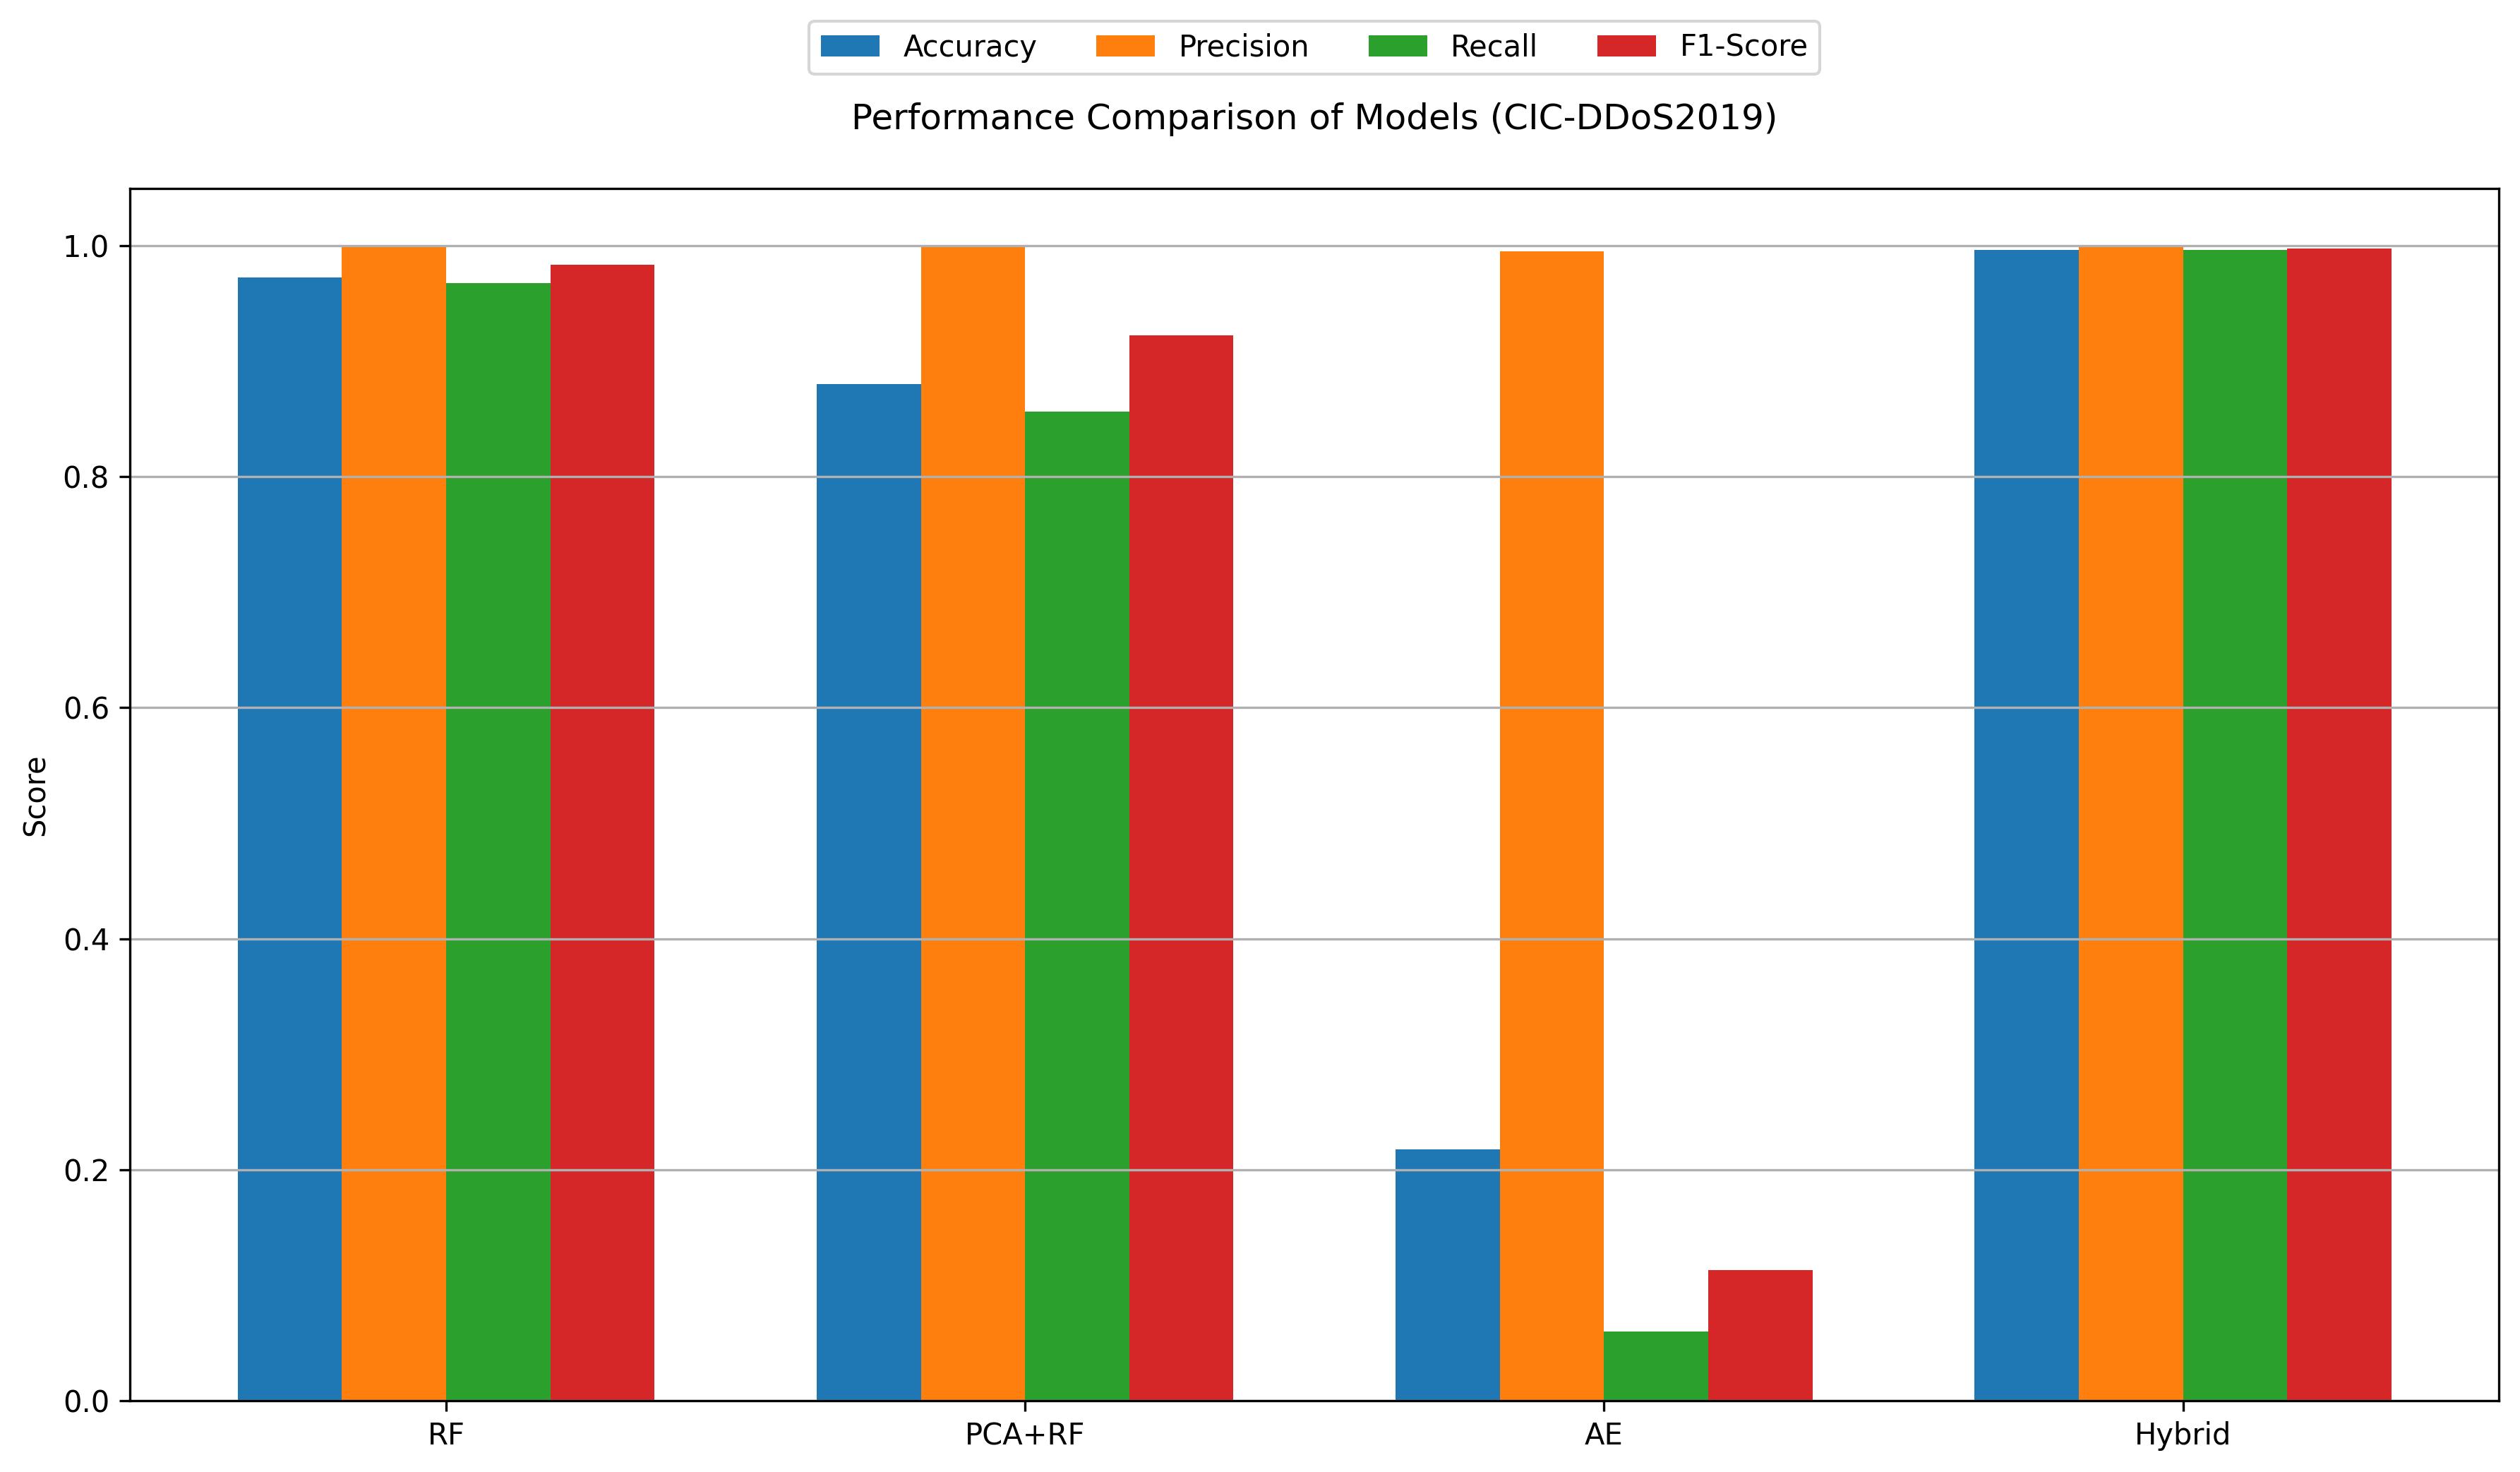 Accuracy Precision Recall F1-Score
Performance Comparison of Models (CIC-DDoS2019)
Score
1.0
0.8
0.6
0.4
0.2
0.0
RF PCA+RF AE Hybrid